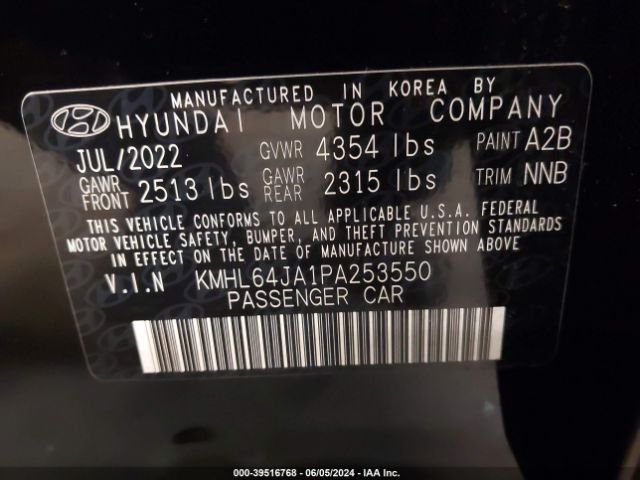 MANUFACTURED IN KOREA BY
HYUNDAI MOTOR COMPANY
JUL/2022 GVWR 4354 lbs PAINT A2B
GAWR FRONT 2513 lbs GAWR REAR 2315 lbs TRIM NNB
THIS VEHICLE CONFORMS TO ALL APPLICABLE U.S.A. FEDERAL
MOTOR VEHICLE SAFETY, BUMPER, AND THEFT PREVENTION STANDARDS
IN EFFECT ON THE DATE OF MANUFACTURE SHOWN ABOVE
V.I.N KMHL64JA1PA253550
PASSENGER CAR
000-39516768 - 06/05/2024 - IAAI.COM